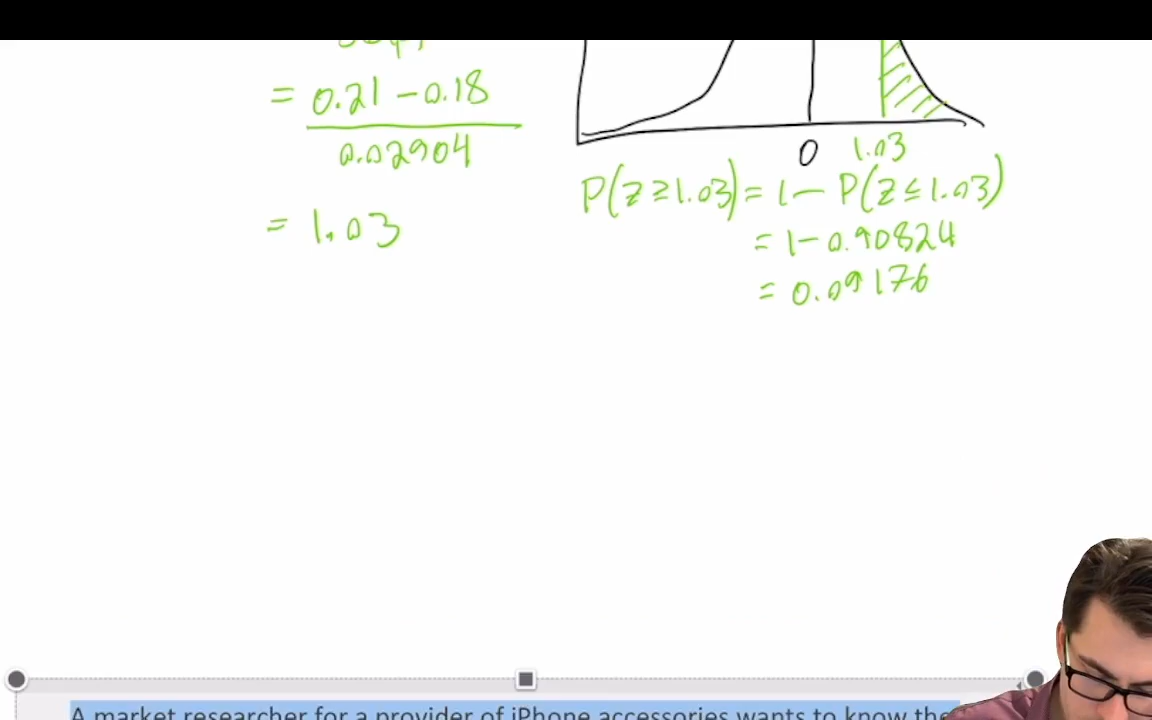 = 0.21 - 0.18
0.02904
= 1.03
0 1.03
P(Z ≥ 1.03) = 1 - P(Z ≤ 1.03)
= 1 - 0.90824
= 0.09176
A market researcher for a provider of iPhone accessories wants to know the